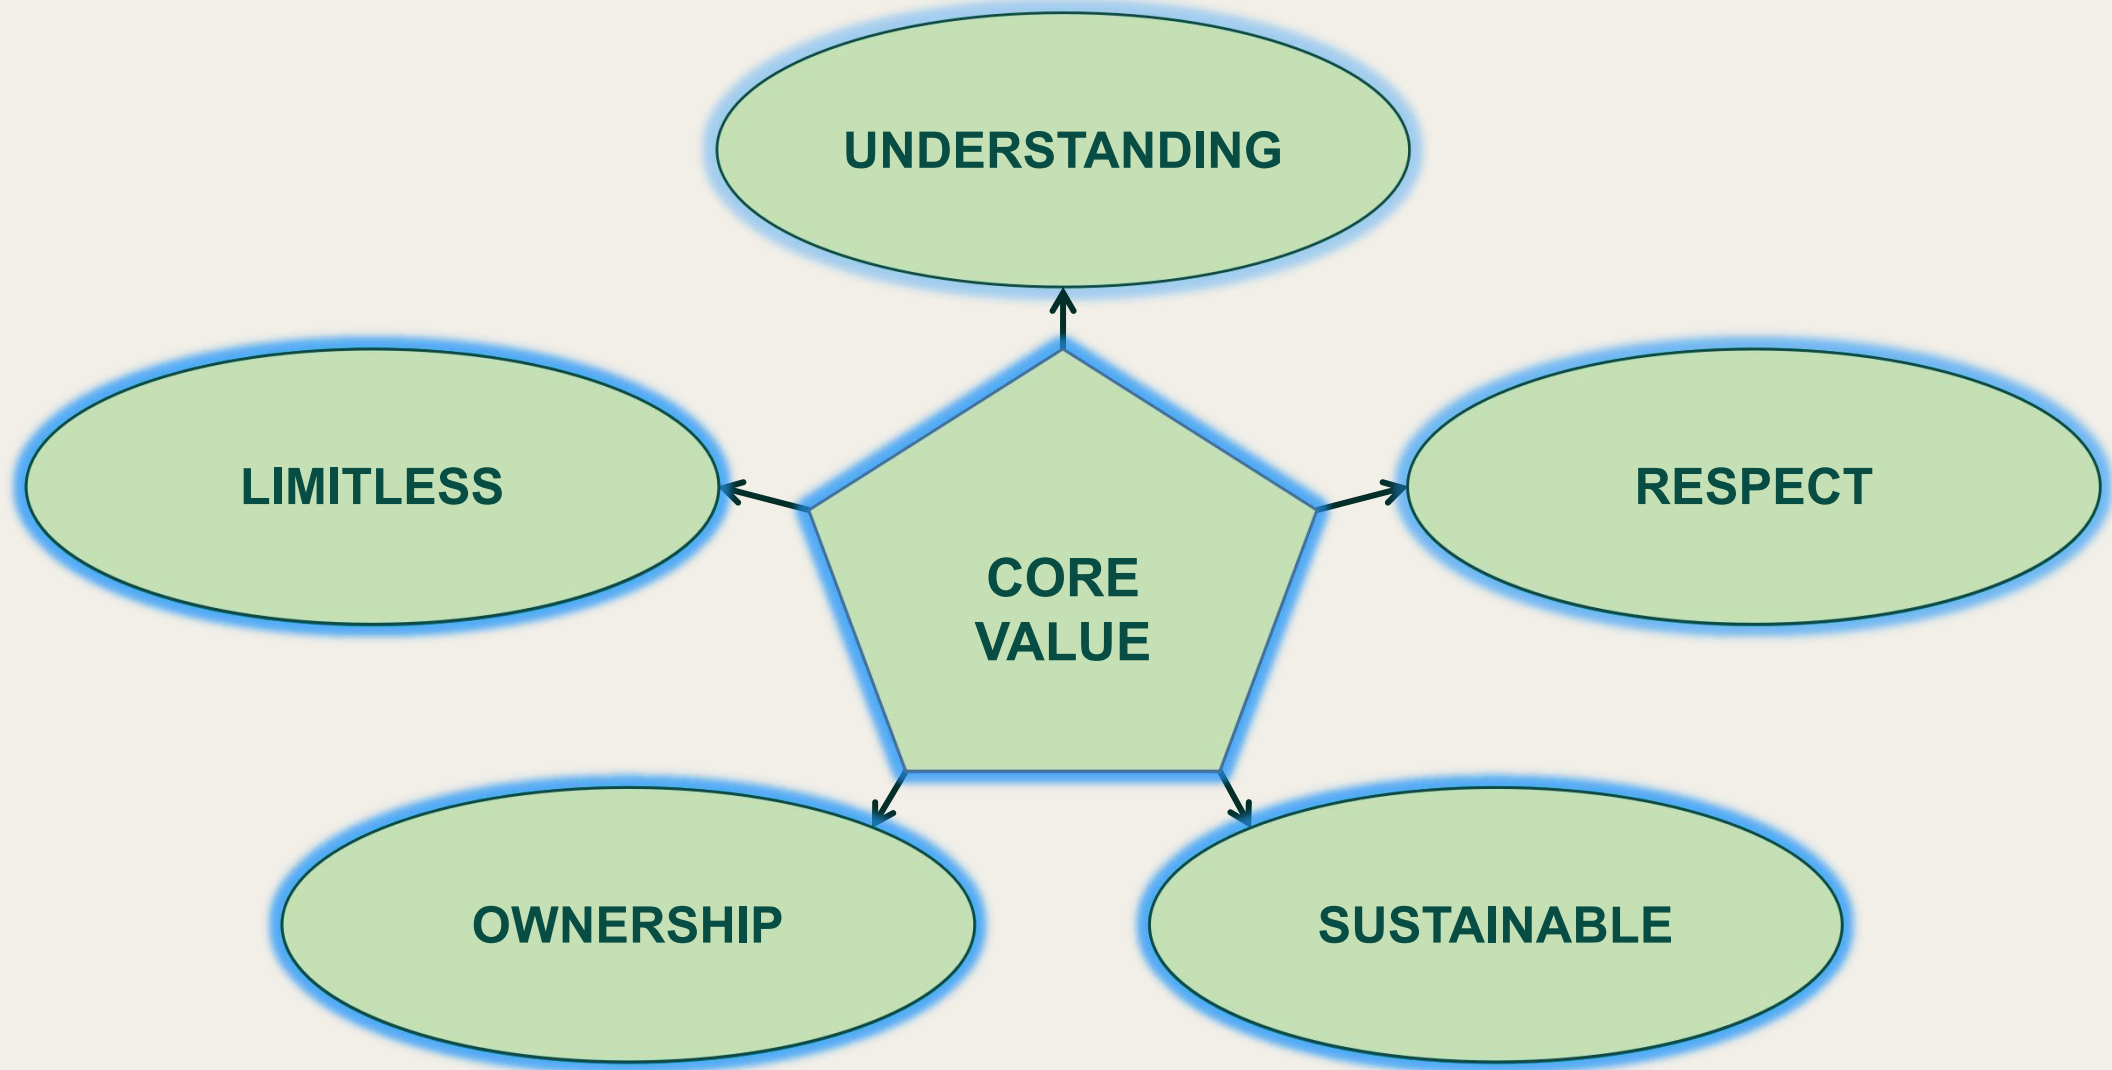 UNDERSTANDING
LIMITLESS
RESPECT
CORE
VALUE
OWNERSHIP
SUSTAINABLE